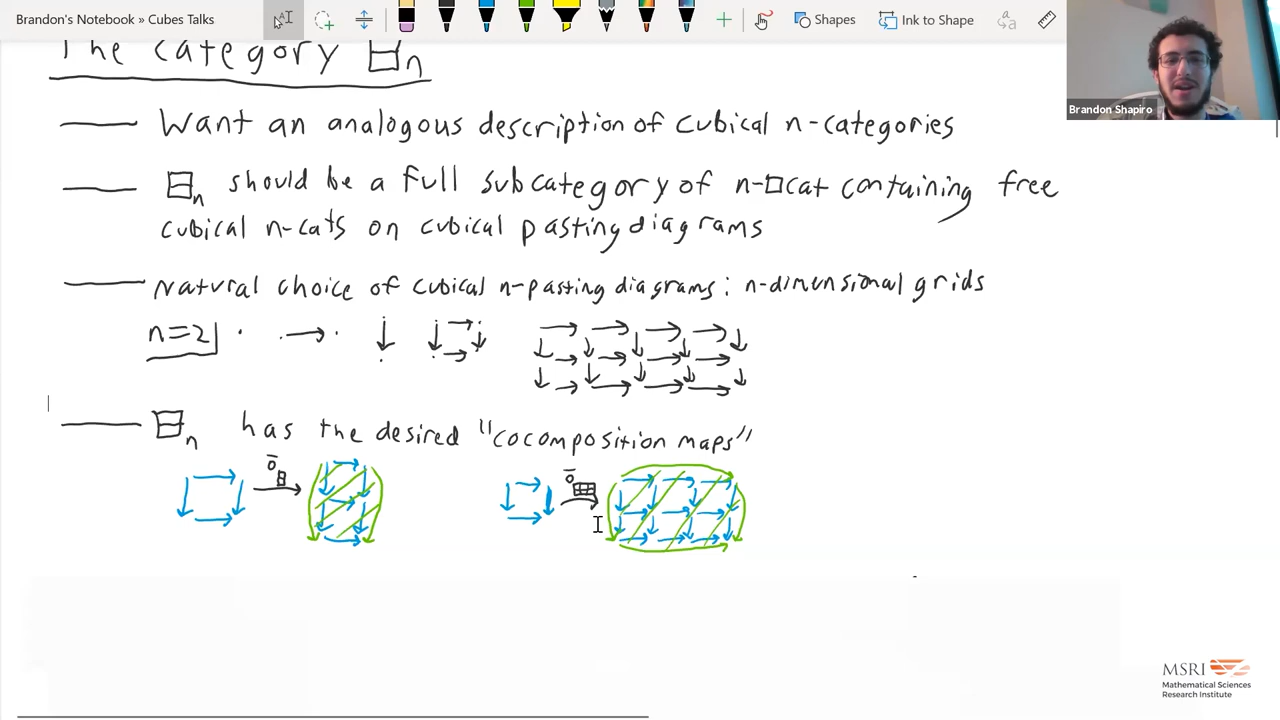 Brandon's Notebook » Cubes Talks
Shapes
Ink to Shape
The category ⊟n
Brandon Shapiro
Want an analogous description of cubical n-categories
⊟n should be a full subcategory of n-□cat containing free
cubical n-cats on cubical pasting diagrams
Natural choice of cubical n-pasting diagrams: n-dimensional grids
n=2
⊟n has the desired "cocomposition maps"
MSRI
Mathematical Sciences
Research Institute